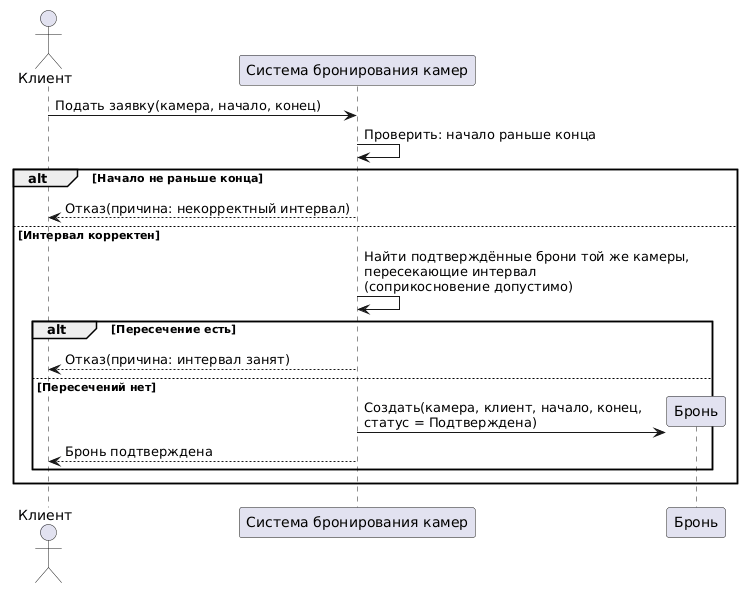 Клиент
Система бронирования камер
Подать заявку(камера, начало, конец)
Проверить: начало раньше конца
alt [Начало не раньше конца]
Отказ(причина: некорректный интервал)
[Интервал корректен]
Найти подтверждённые брони той же камеры,
пересекающие интервал
(соприкосновение допустимо)
alt [Пересечение есть]
Отказ(причина: интервал занят)
[Пересечений нет]
Создать(камера, клиент, начало, конец,
статус = Подтверждена)
Бронь
Бронь подтверждена
Клиент
Система бронирования камер
Бронь